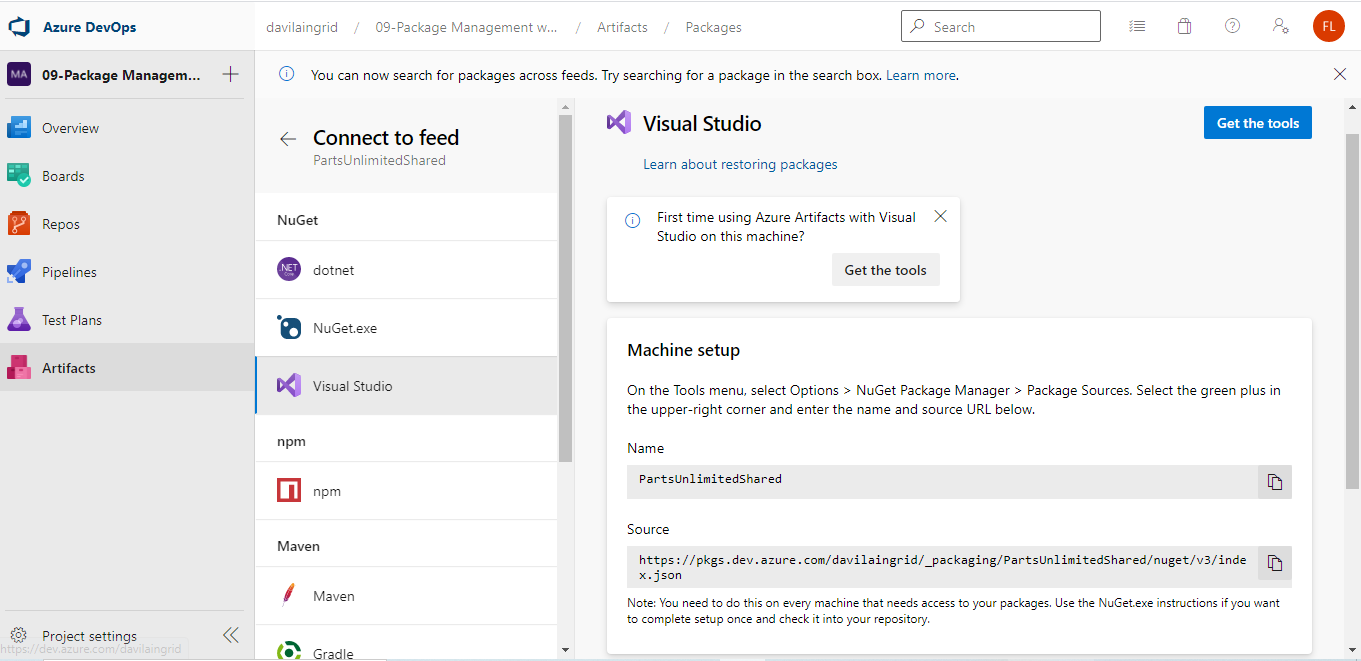 Azure DevOps
davilaingrid / 09-Package Management w... / Artifacts / Packages
Search
FL
MA 09-Package Managem...
You can now search for packages across feeds. Try searching for a package in the search box. Learn more.
Overview
Boards
Repos
Pipelines
Test Plans
Artifacts
Project settings
https://dev.azure.com/davilaingrid
Connect to feed
PartsUnlimitedShared
NuGet
.NET
Core
dotnet
NuGet.exe
Visual Studio
npm
npm
Maven
Maven
Gradle
Visual Studio
Get the tools
Learn about restoring packages
First time using Azure Artifacts with Visual
Studio on this machine?
Get the tools
Machine setup
On the Tools menu, select Options > NuGet Package Manager > Package Sources. Select the green plus in
the upper-right corner and enter the name and source URL below.
Name
PartsUnlimitedShared
Source
https://pkgs.dev.azure.com/davilaingrid/_packaging/PartsUnlimitedShared/nuget/v3/inde
x.json
Note: You need to do this on every machine that needs access to your packages. Use the NuGet.exe instructions if you want
to complete setup once and check it into your repository.